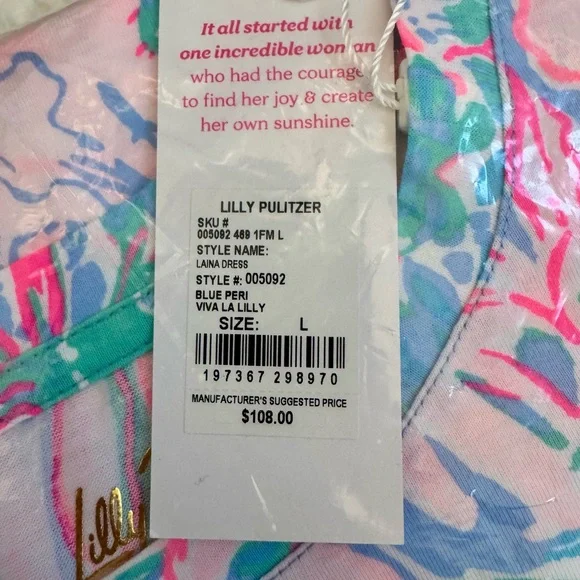 It all started with
one incredible woman
who had the courage
to find her joy & create
her own sunshine.
LILLY PULITZER
SKU #
005092 469 1FM L
STYLE NAME:
LAINA DRESS
STYLE #: 005092
BLUE PERI
VIVA LA LILLY
SIZE: L
197367 298970
MANUFACTURER'S SUGGESTED PRICE
$108.00
Lilly